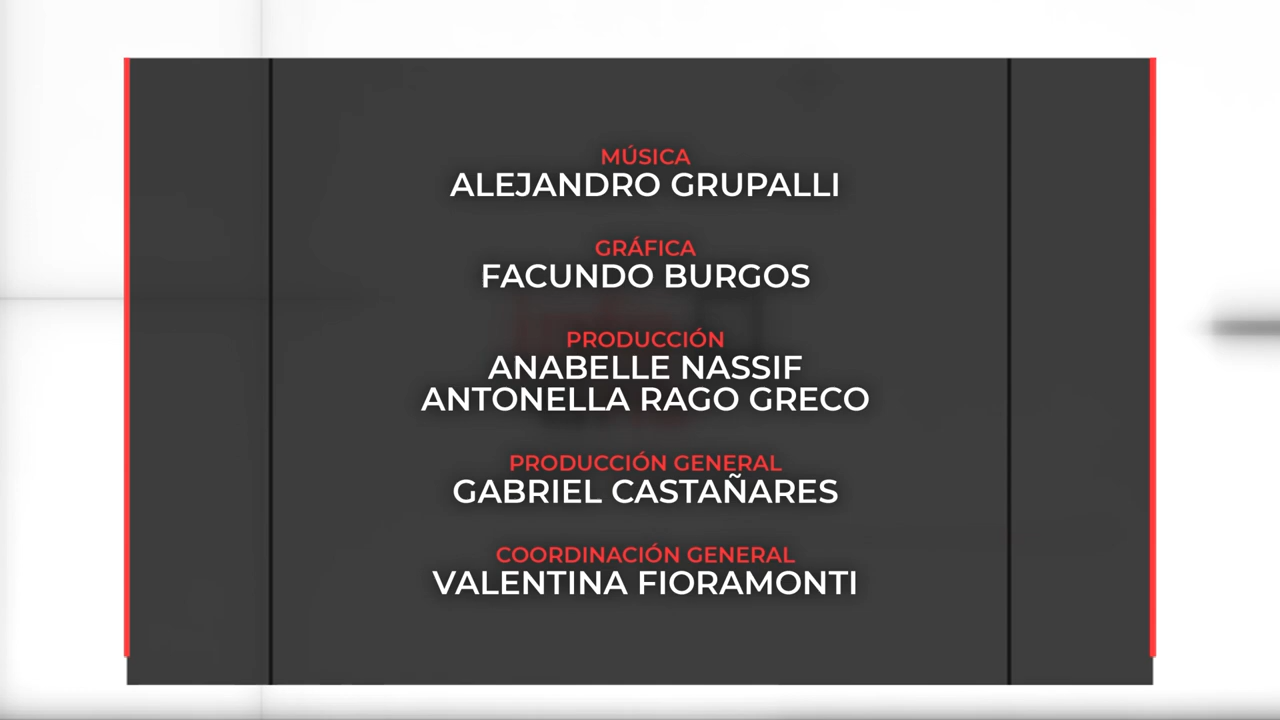 MÚSICA
ALEJANDRO GRUPALLI
GRÁFICA
FACUNDO BURGOS
PRODUCCIÓN
ANABELLE NASSIF
ANTONELLA RAGO GRECO
PRODUCCIÓN GENERAL
GABRIEL CASTAÑARES
COORDINACIÓN GENERAL
VALENTINA FIORAMONTI